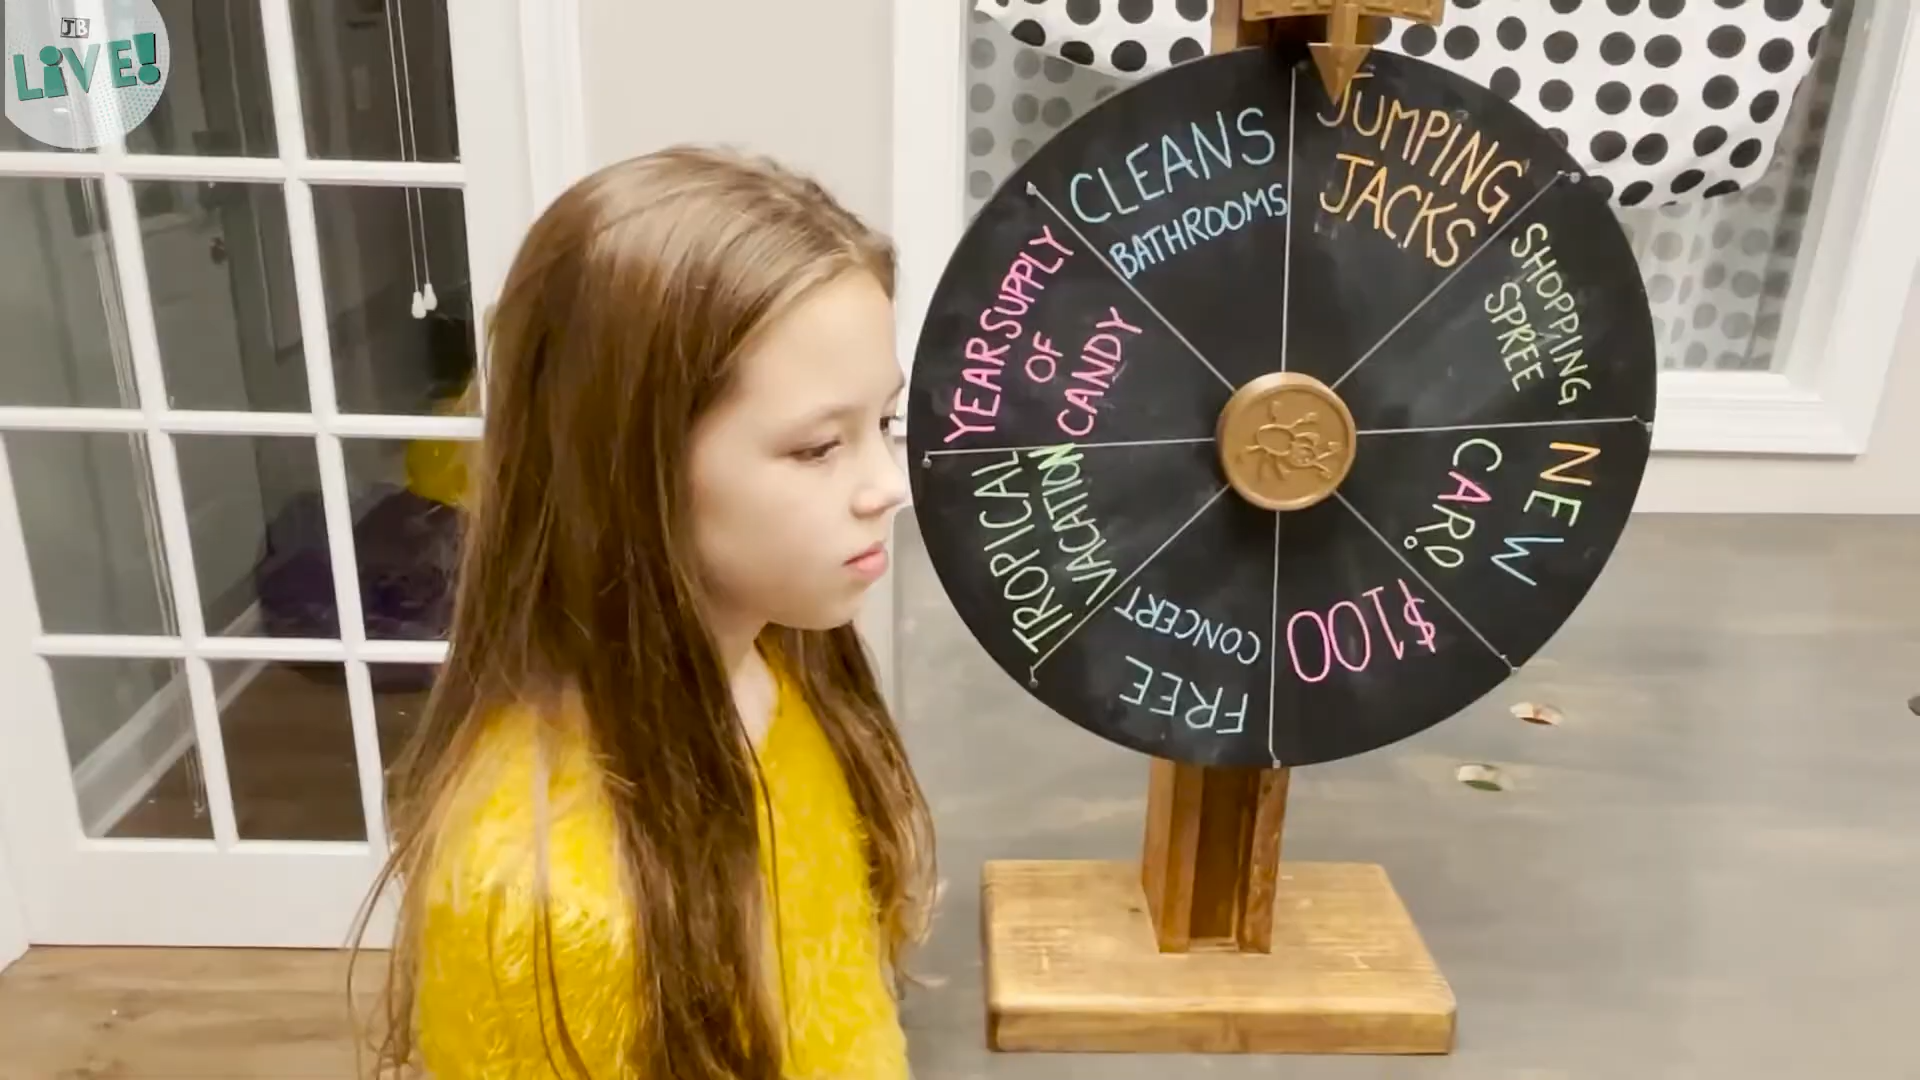 JB
LiVE!
CLEANS
BATHROOMS
JUMPING
JACKS
SHOPPING
SPREE
NEW
CAR!
$100
FREE
CONCERT
TROPICAL
VACATION
YEAR SUPPLY
OF
CANDY